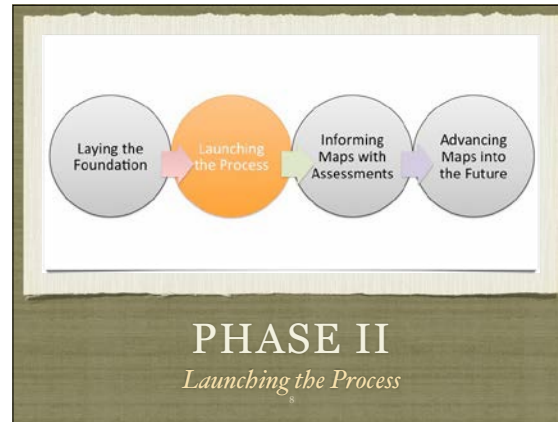 Laying the
Foundation
Launching
the Process
Informing
Maps with
Assessments
Advancing
Maps into
the Future
PHASE II
Launching the Process
8